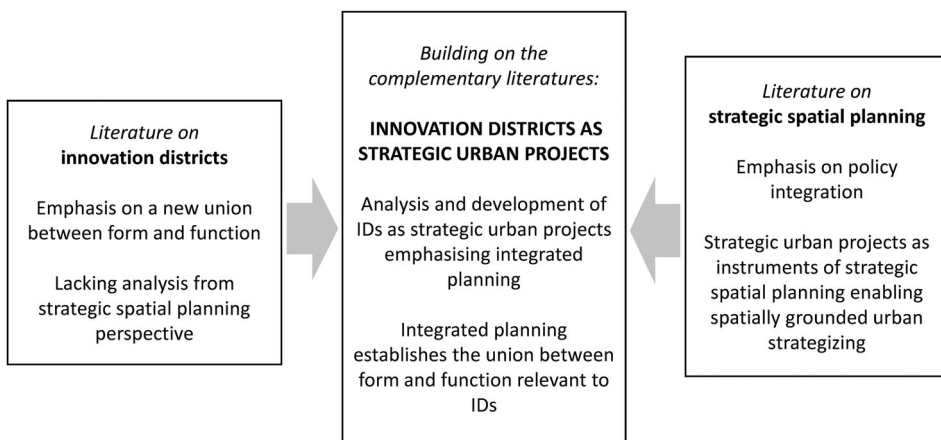 Literature on
innovation districts
Emphasis on a new union
between form and function
Lacking analysis from
strategic spatial planning
perspective
Building on the
complementary literatures:
INNOVATION DISTRICTS AS
STRATEGIC URBAN PROJECTS
Analysis and development of
IDs as strategic urban projects
emphasising integrated
planning
Integrated planning
establishes the union between
form and function relevant to
IDs
Literature on
strategic spatial planning
Emphasis on policy
integration
Strategic urban projects as
instruments of strategic
spatial planning enabling
spatially grounded urban
strategizing